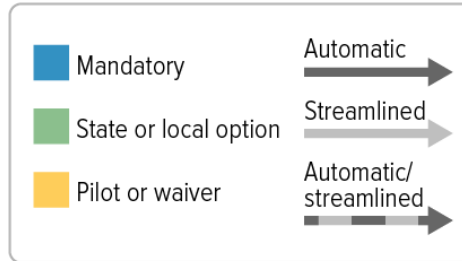 Mandatory
State or local option
Pilot or waiver
Automatic
Streamlined
Automatic/
streamlined